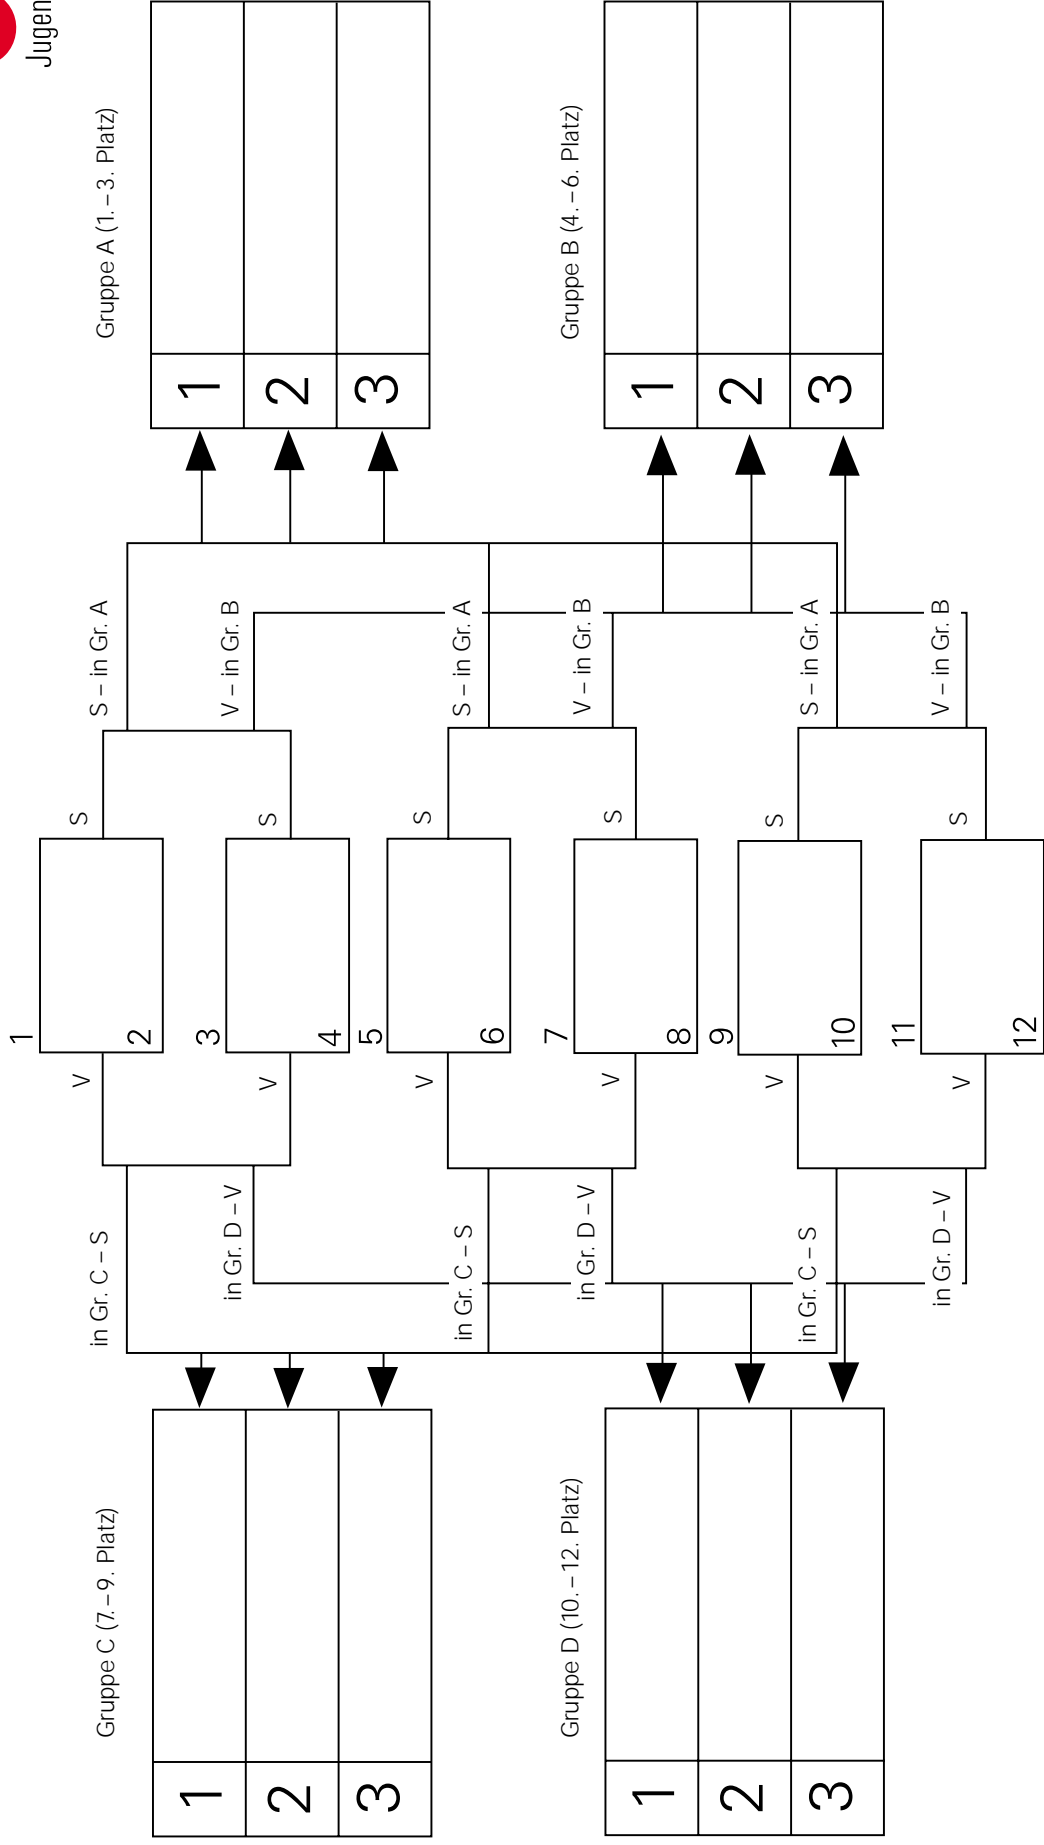 Jugen
Gruppe C (7.–9. Platz)
1
2
3
Gruppe D (10.–12. Platz)
1
2
3
in Gr. C – S
in Gr. D – V
in Gr. C – S
in Gr. D – V
in Gr. C – S
in Gr. D – V
V
V
V
V
V
V
1
2
3
4
5
6
7
8
9
10
11
12
S
S
S
S
S
S
S – in Gr. A
V – in Gr. B
S – in Gr. A
V – in Gr. B
S – in Gr. A
V – in Gr. B
Gruppe A (1.–3. Platz)
1
2
3
Gruppe B (4.–6. Platz)
1
2
3